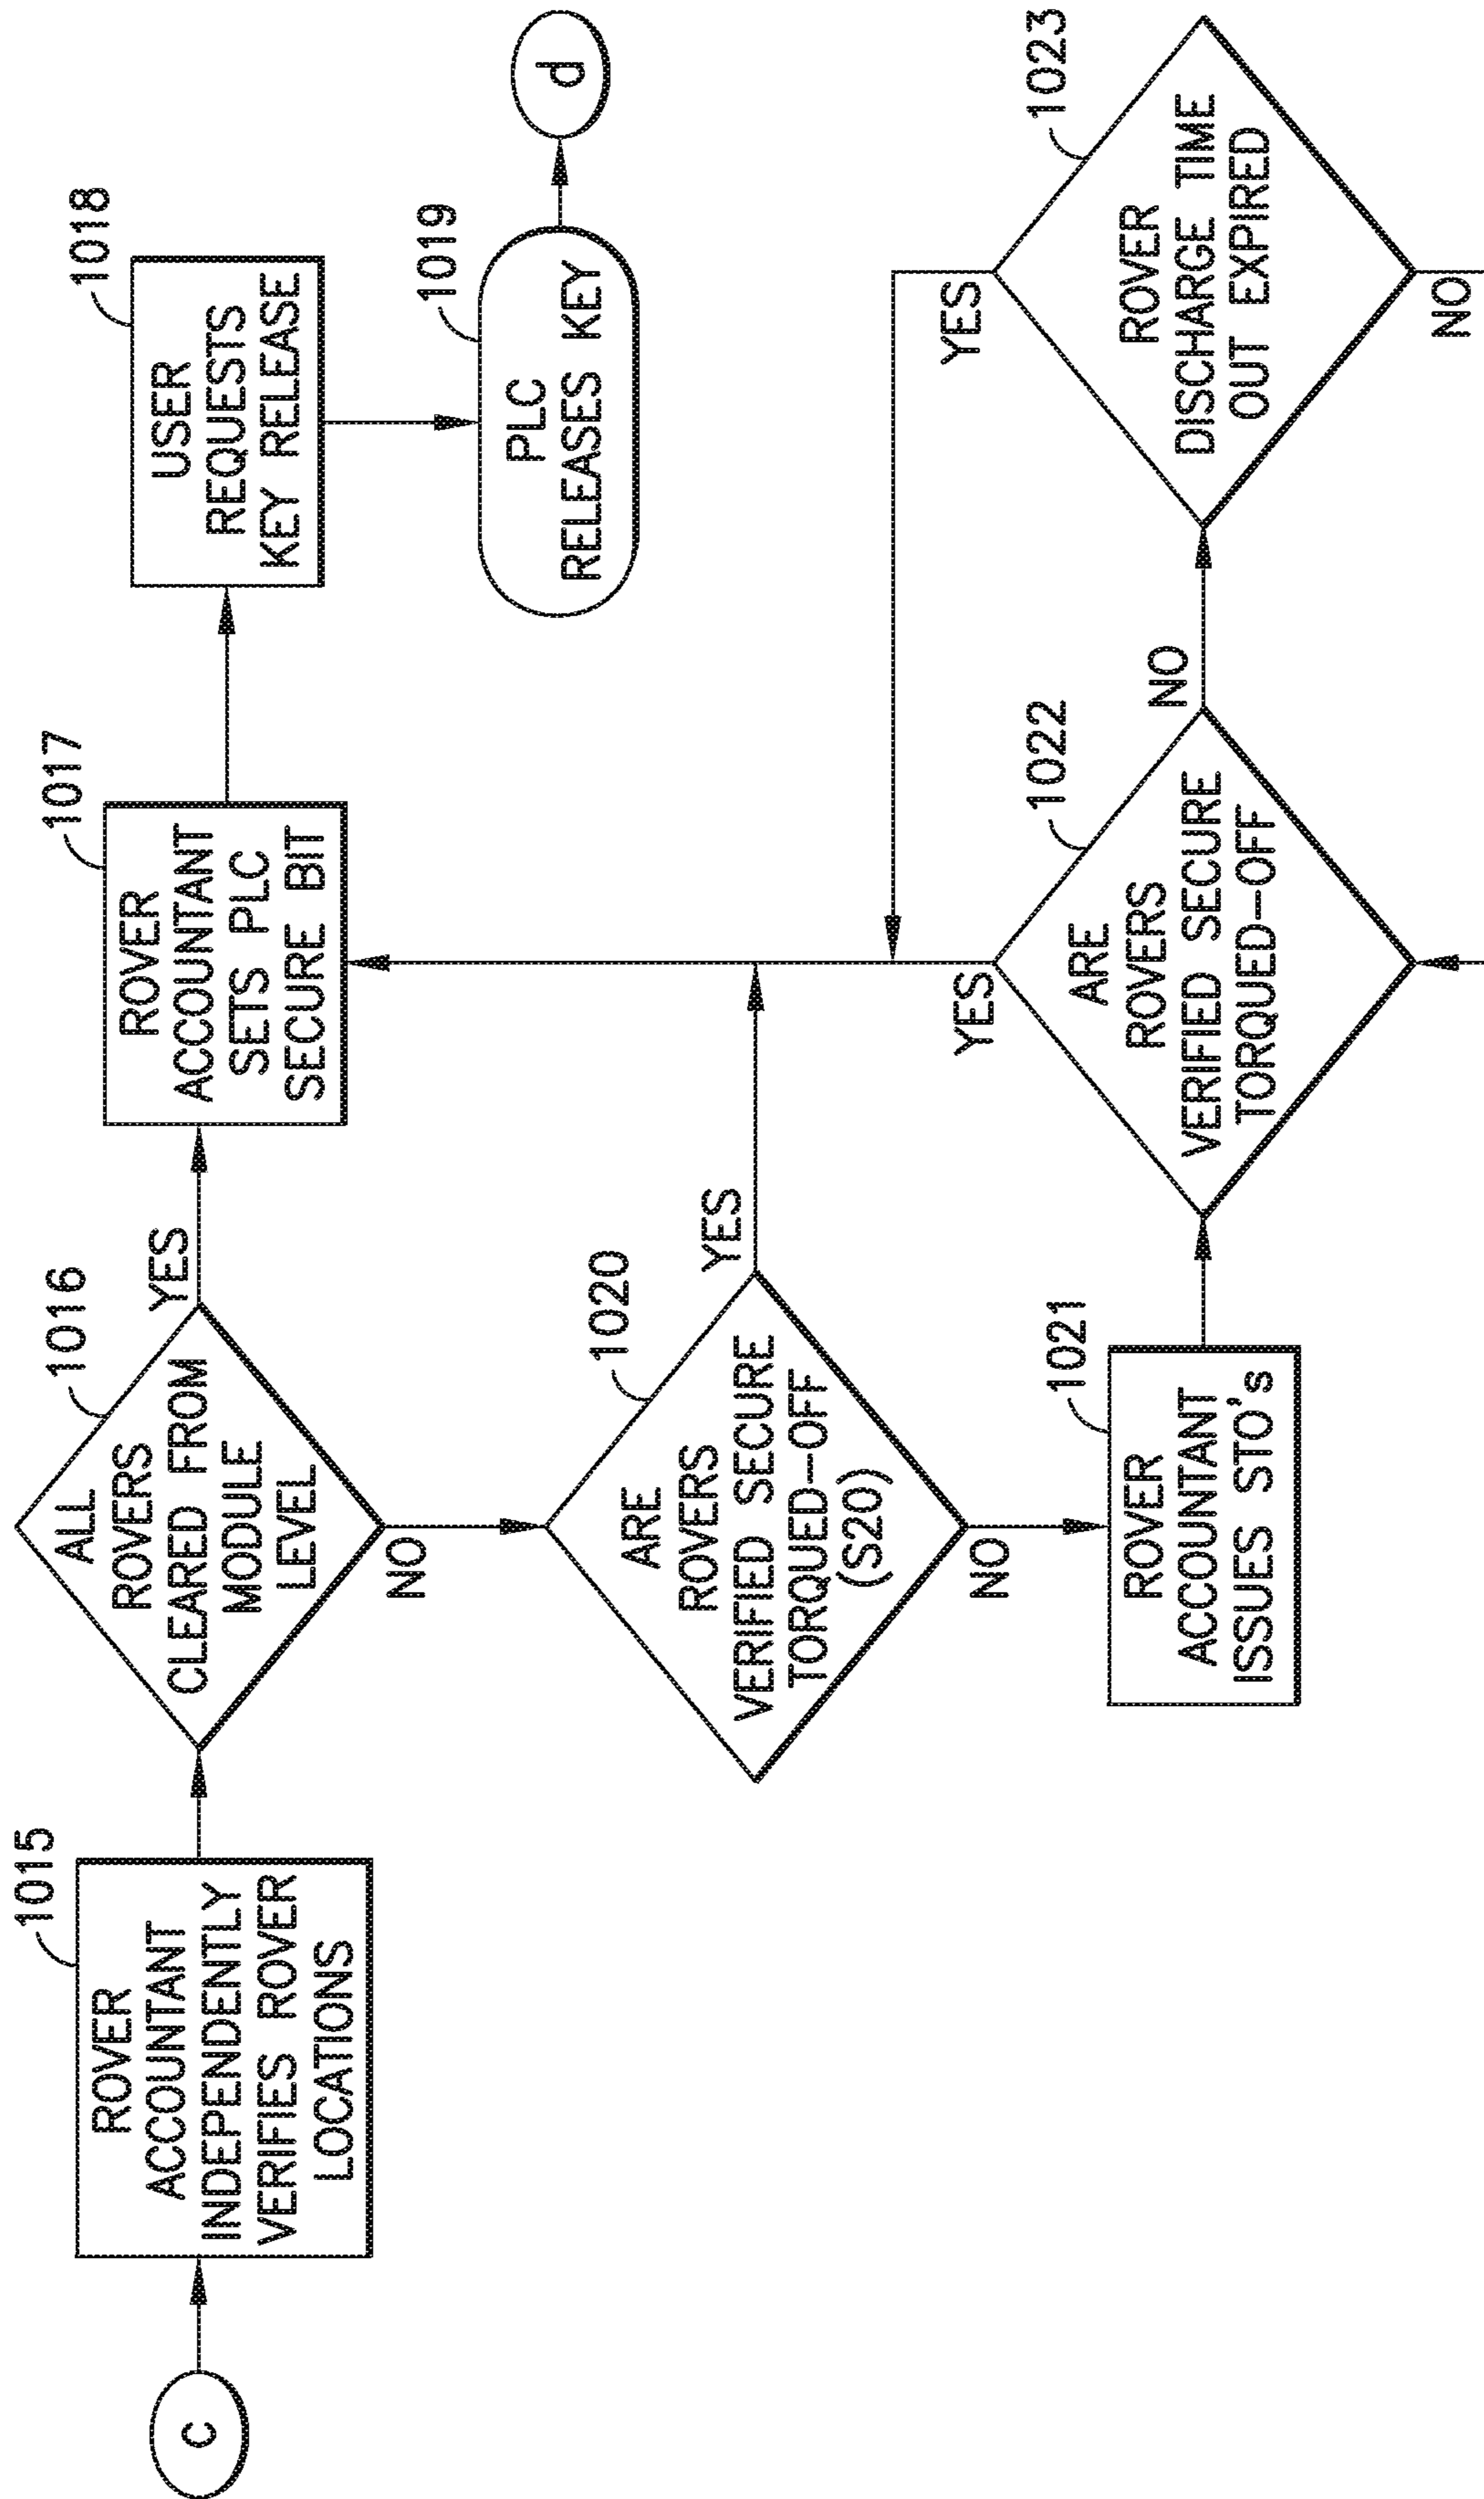 c
1015
ROVER
ACCOUNTANT
INDEPENDENTLY
VERIFIES ROVER
LOCATIONS
1016
ALL
ROVERS
CLEARED FROM
MODULE
LEVEL
YES
NO
1017
ROVER
ACCOUNTANT
SETS PLC
SECURE BIT
1018
USER
REQUESTS
KEY RELEASE
1019
PLC
RELEASES KEY
d
1020
ARE
ROVERS
VERIFIED SECURE
TORQUED-OFF
(S20)
YES
NO
1021
ROVER
ACCOUNTANT
ISSUES STO's
1022
ARE
ROVERS
VERIFIED SECURE
TORQUED-OFF
YES
NO
1023
ROVER
DISCHARGE TIME
OUT EXPIRED
YES
NO